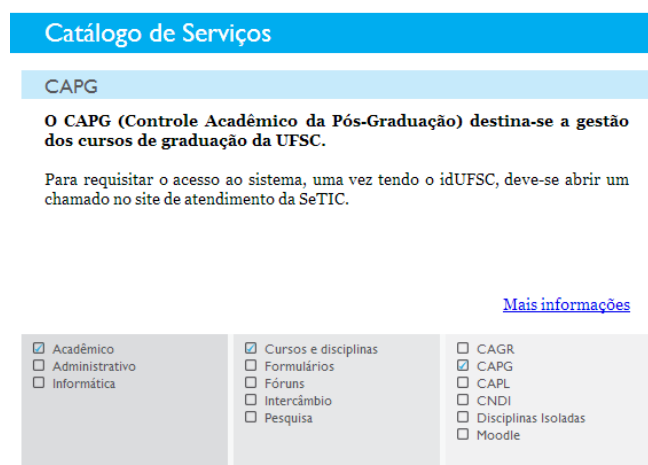 Catálogo de Serviços
CAPG
O CAPG (Controle Acadêmico da Pós-Graduação) destina-se a gestão
dos cursos de graduação da UFSC.
Para requisitar o acesso ao sistema, uma vez tendo o idUFSC, deve-se abrir um
chamado no site de atendimento da SeTIC.
Mais informações
Acadêmico
Administrativo
Informática
Cursos e disciplinas
Formulários
Fóruns
Intercâmbio
Pesquisa
CAGR
CAPG
CAPL
CNDI
Disciplinas Isoladas
Moodle